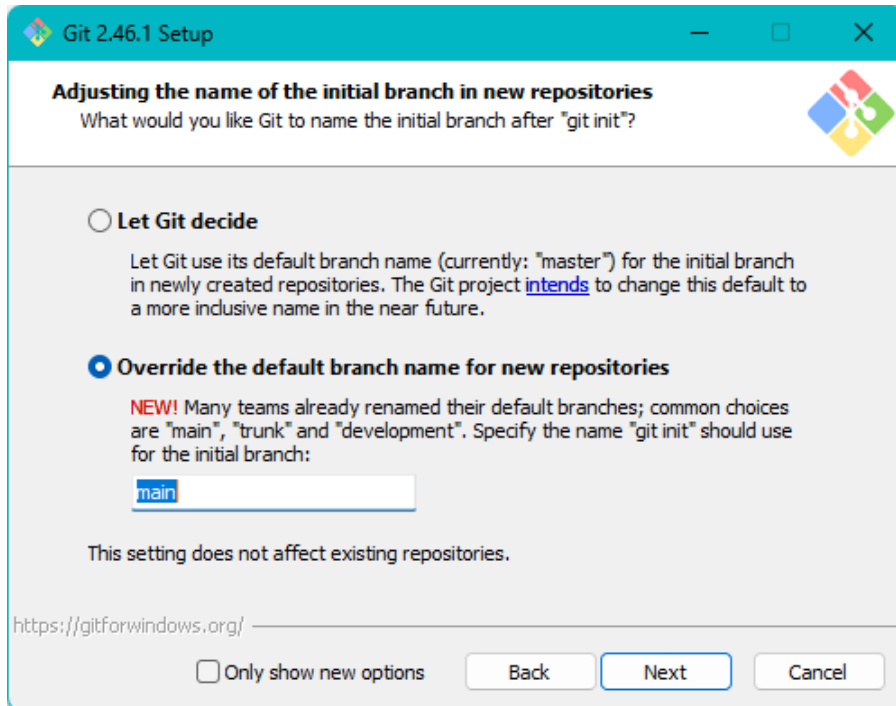 Git 2.46.1 Setup
Adjusting the name of the initial branch in new repositories
What would you like Git to name the initial branch after "git init"?
Let Git decide
Let Git use its default branch name (currently: "master") for the initial branch
in newly created repositories. The Git project intends to change this default to
a more inclusive name in the near future.
Override the default branch name for new repositories
NEW! Many teams already renamed their default branches; common choices
are "main", "trunk" and "development". Specify the name "git init" should use
for the initial branch:
main
This setting does not affect existing repositories.
https://gitforwindows.org/
Only show new options Back Next Cancel